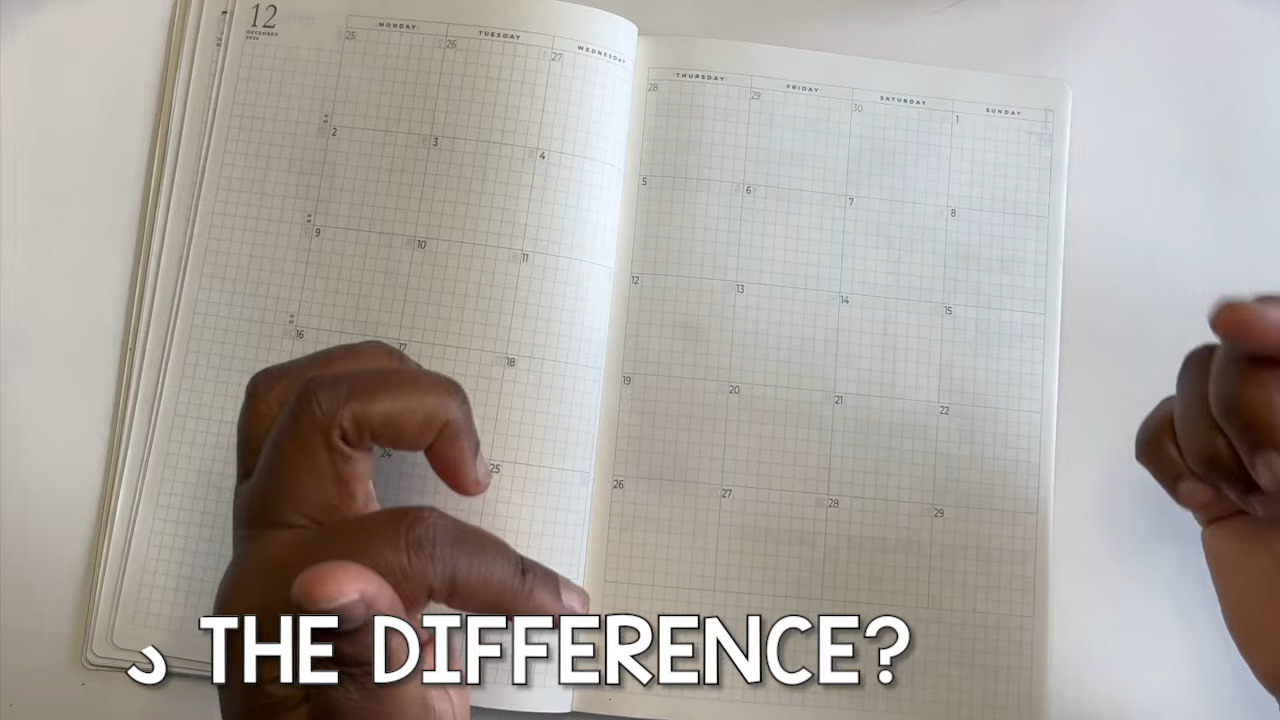 12
DECEMBER
2024
MONDAY
TUESDAY
WEDNESDAY
THURSDAY
FRIDAY
SATURDAY
SUNDAY
25 26 27 28 29 30 1
2 3 4 5 6 7 8
9 10 11 12 13 14 15
16 17 18 19 20 21 22
24 25 26 27 28 29
THE DIFFERENCE?